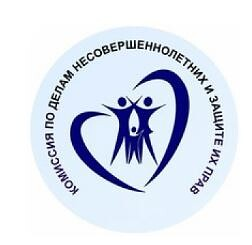 КОМИССИЯ ПО ДЕЛАМ НЕСОВЕРШЕННОЛЕТНИХ И ЗАЩИТЕ ИХ ПРАВ